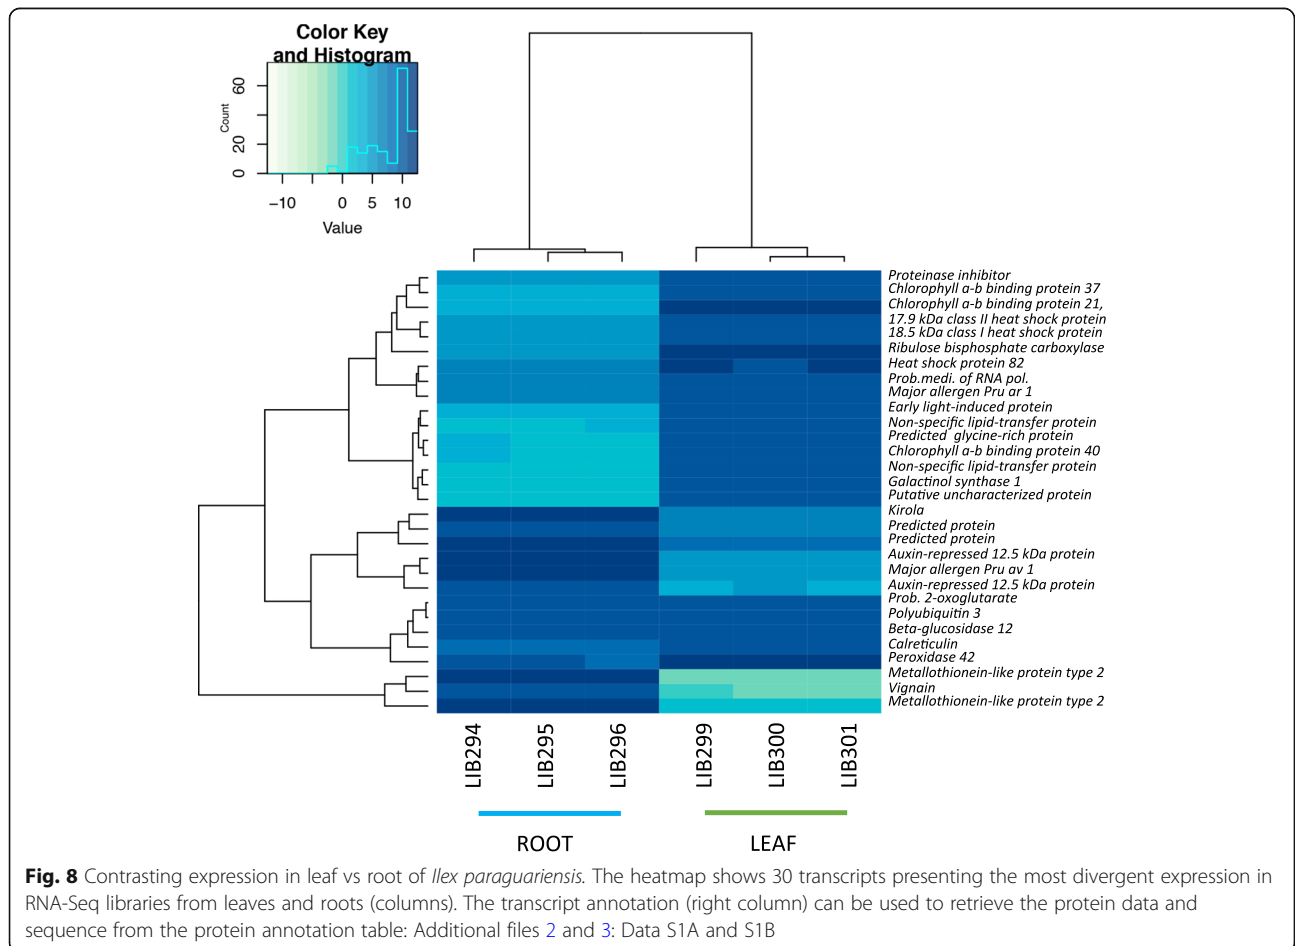 Color Key
and Histogram
Count
0 20 60
−10 0 5 10
Value
Proteinase inhibitor
Chlorophyll a-b binding protein 37
Chlorophyll a-b binding protein 21,
17.9 kDa class II heat shock protein
18.5 kDa class I heat shock protein
Ribulose bisphosphate carboxylase
Heat shock protein 82
Prob.medi. of RNA pol.
Major allergen Pru ar 1
Early light-induced protein
Non-specific lipid-transfer protein
Predicted glycine-rich protein
Chlorophyll a-b binding protein 40
Non-specific lipid-transfer protein
Galactinol synthase 1
Putative uncharacterized protein
Kirola
Predicted protein
Predicted protein
Auxin-repressed 12.5 kDa protein
Major allergen Pru av 1
Auxin-repressed 12.5 kDa protein
Prob. 2-oxoglutarate
Polyubiquitin 3
Beta-glucosidase 12
Calreticulin
Peroxidase 42
Metallothionein-like protein type 2
Vignain
Metallothionein-like protein type 2
LIB294 LIB295 LIB296 LIB299 LIB300 LIB301
ROOT LEAF
Fig. 8 Contrasting expression in leaf vs root of Ilex paraguariensis. The heatmap shows 30 transcripts presenting the most divergent expression in
RNA-Seq libraries from leaves and roots (columns). The transcript annotation (right column) can be used to retrieve the protein data and
sequence from the protein annotation table: Additional files 2 and 3: Data S1A and S1B